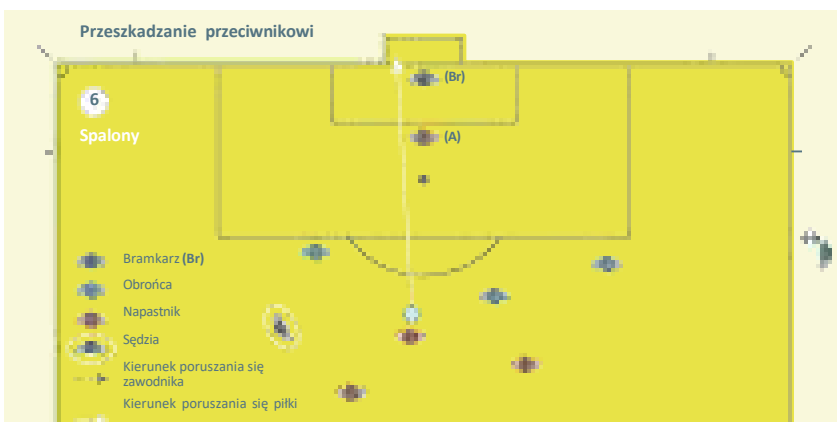 Przeszkadzanie przeciwnikowi
(Br)
6
Spalony
(A)
Bramkarz (Br)
Obrońca
Napastnik
Sędzia
Kierunek poruszania się
zawodnika
Kierunek poruszania się piłki